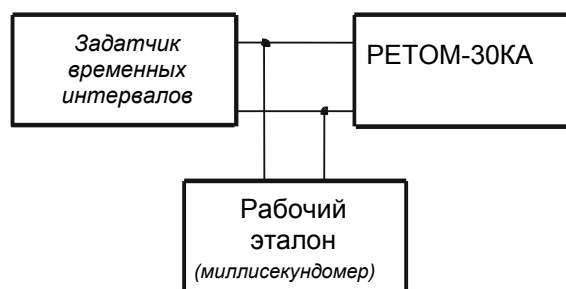 Задатчик
временных
интервалов
РЕТОМ-30КА
Рабочий
эталон
(миллисекундомер)